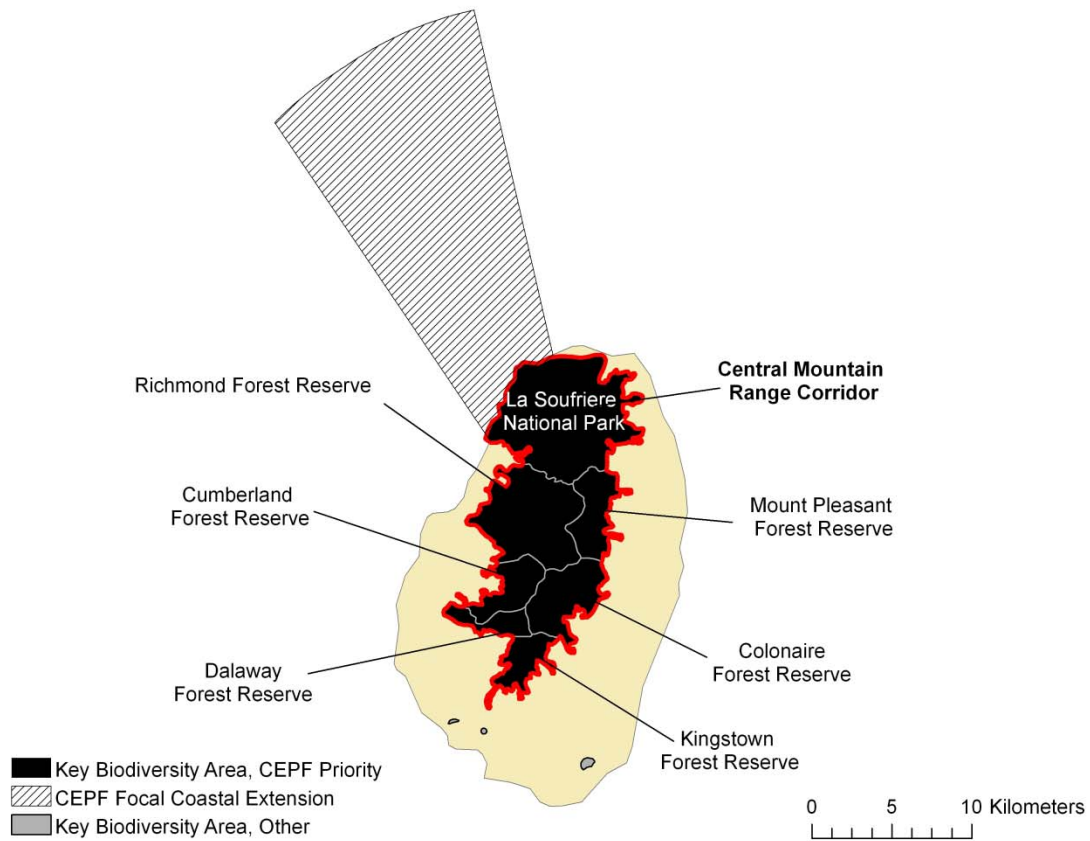 Richmond Forest Reserve
La Soufriere
National Park
Central Mountain
Range Corridor
Cumberland
Forest Reserve
Mount Pleasant
Forest Reserve
Dalaway
Forest Reserve
Colonaire
Forest Reserve
Kingstown
Forest Reserve
Key Biodiversity Area, CEPF Priority
CEPF Focal Coastal Extension
Key Biodiversity Area, Other
0 5 10 Kilometers